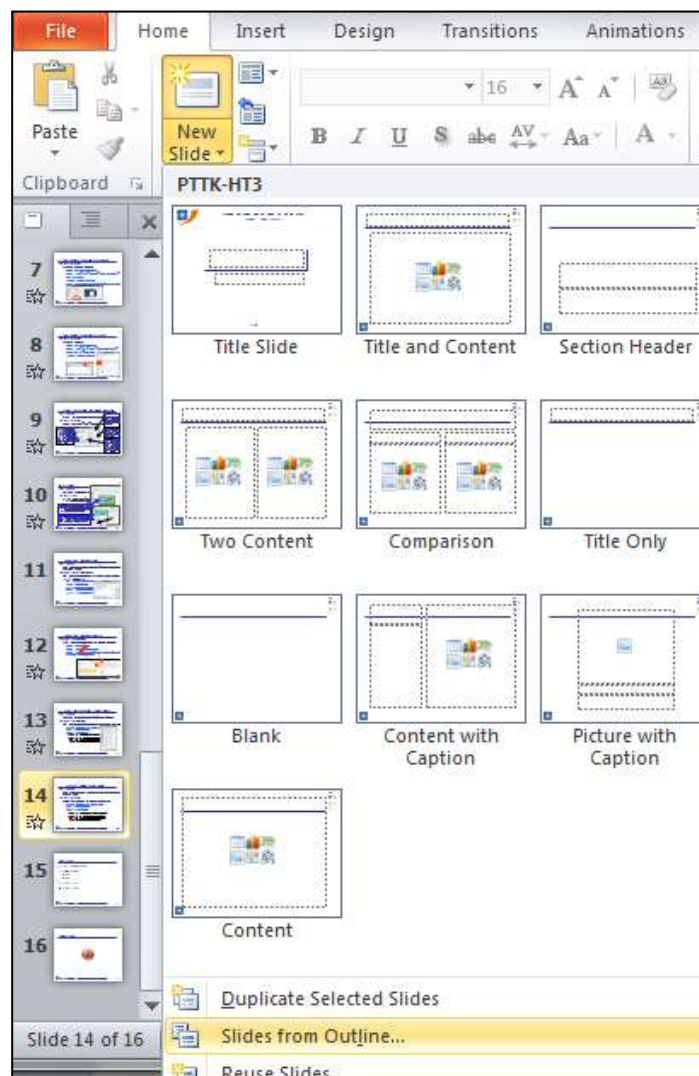 File Home Insert Design Transitions Animations
16
Paste
New
Slide
B I U S abc AV Aa A
Clipboard
PTTK-HT3
7
8
9
10
11
12
13
14
15
16
Title Slide Title and Content Section Header
Two Content Comparison Title Only
Blank Content with
Caption Picture with
Caption
Content
Duplicate Selected Slides
Slides from Outline...
Reuse Slides
Slide 14 of 16